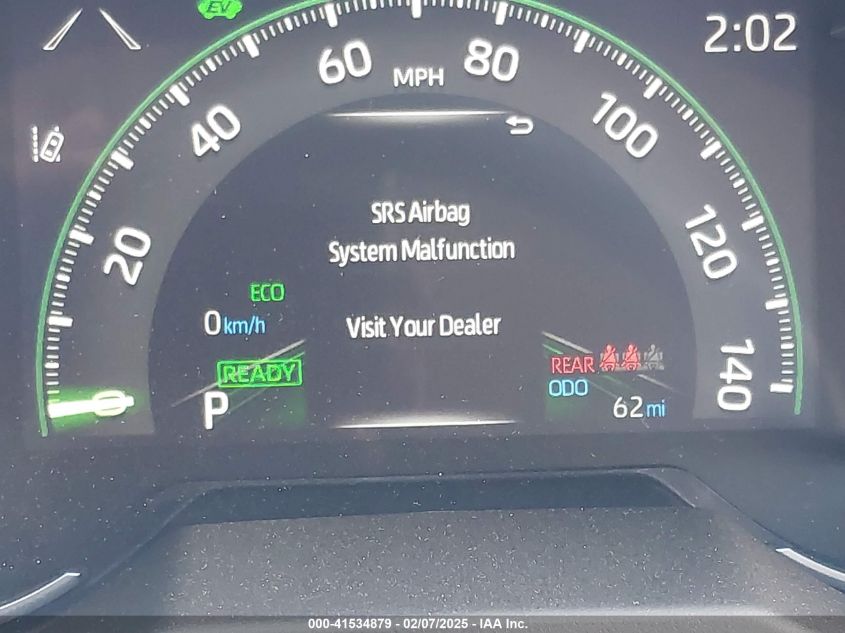 EV
2:02
60
MPH
80
40
100
SRS Airbag
System Malfunction
20
120
ECO
0 km/h
Visit Your Dealer
READY
REAR
ODO
140
P
62 mi
000-41534879 - 02/07/2025 - IAA Inc.